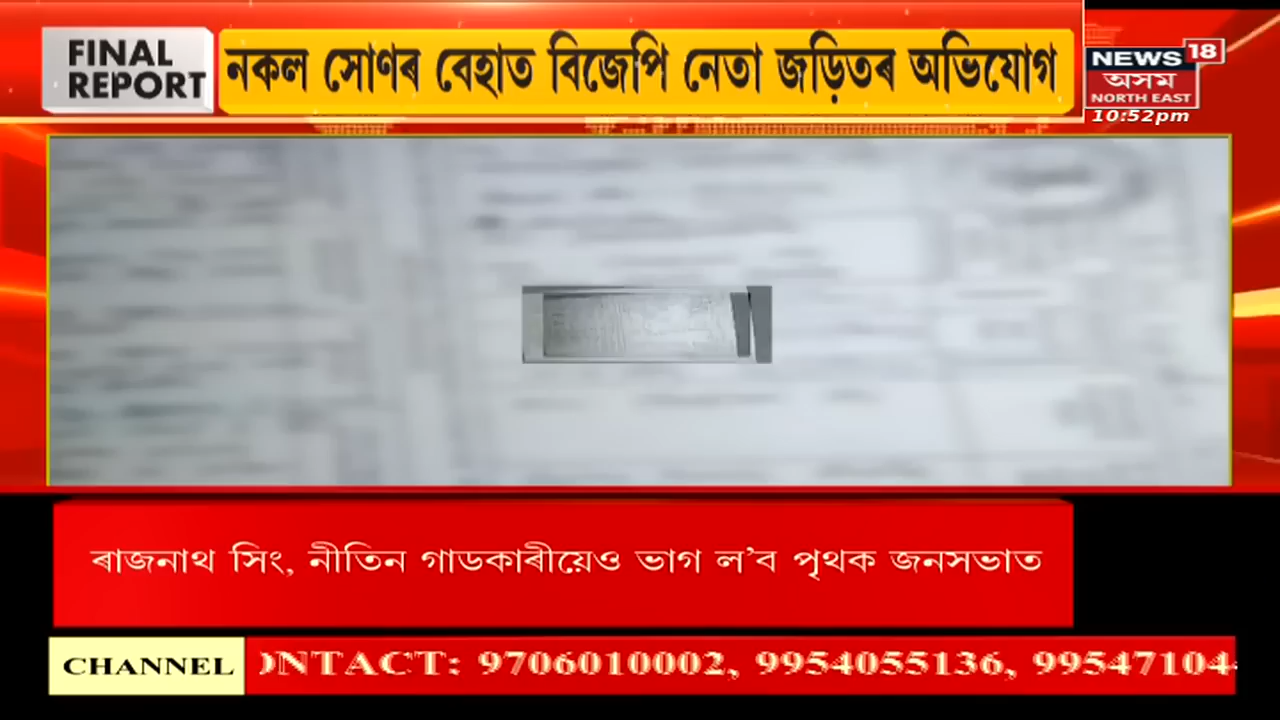 FINAL
REPORT
নকল সোণৰ বেহাত বিজেপি নেতা জড়িতৰ অভিযোগ
NEWS 18
অসম
NORTH EAST
10:52pm
ৰাজনাথ সিং, নীতিন গাডকাৰীয়েও ভাগ ল'ব পৃথক জনসভাত
CHANNEL
ONTACT: 9706010002, 9954055136, 99547104